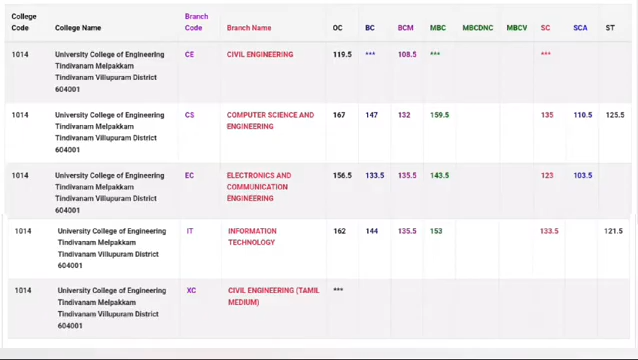 College Code College Name Branch Code Branch Name OC BC BCM MBC MBCDNC MBCV SC SCA ST
1014 University College of Engineering CE CIVIL ENGINEERING 119.5 *** 108.5 *** ***
Tindivanam Melpakkam
Tindivanam Villupuram District
604001
1014 University College of Engineering CS COMPUTER SCIENCE AND 167 147 132 159.5 135 110.5 125.5
Tindivanam Melpakkam ENGINEERING
Tindivanam Villupuram District
604001
1014 University College of Engineering EC ELECTRONICS AND 156.5 133.5 135.5 143.5 123 103.5
Tindivanam Melpakkam COMMUNICATION
Tindivanam Villupuram District ENGINEERING
604001
1014 University College of Engineering IT INFORMATION 162 144 135.5 153 133.5 121.5
Tindivanam Melpakkam TECHNOLOGY
Tindivanam Villupuram District
604001
1014 University College of Engineering XC CIVIL ENGINEERING (TAMIL ***
Tindivanam Melpakkam MEDIUM)
Tindivanam Villupuram District
604001